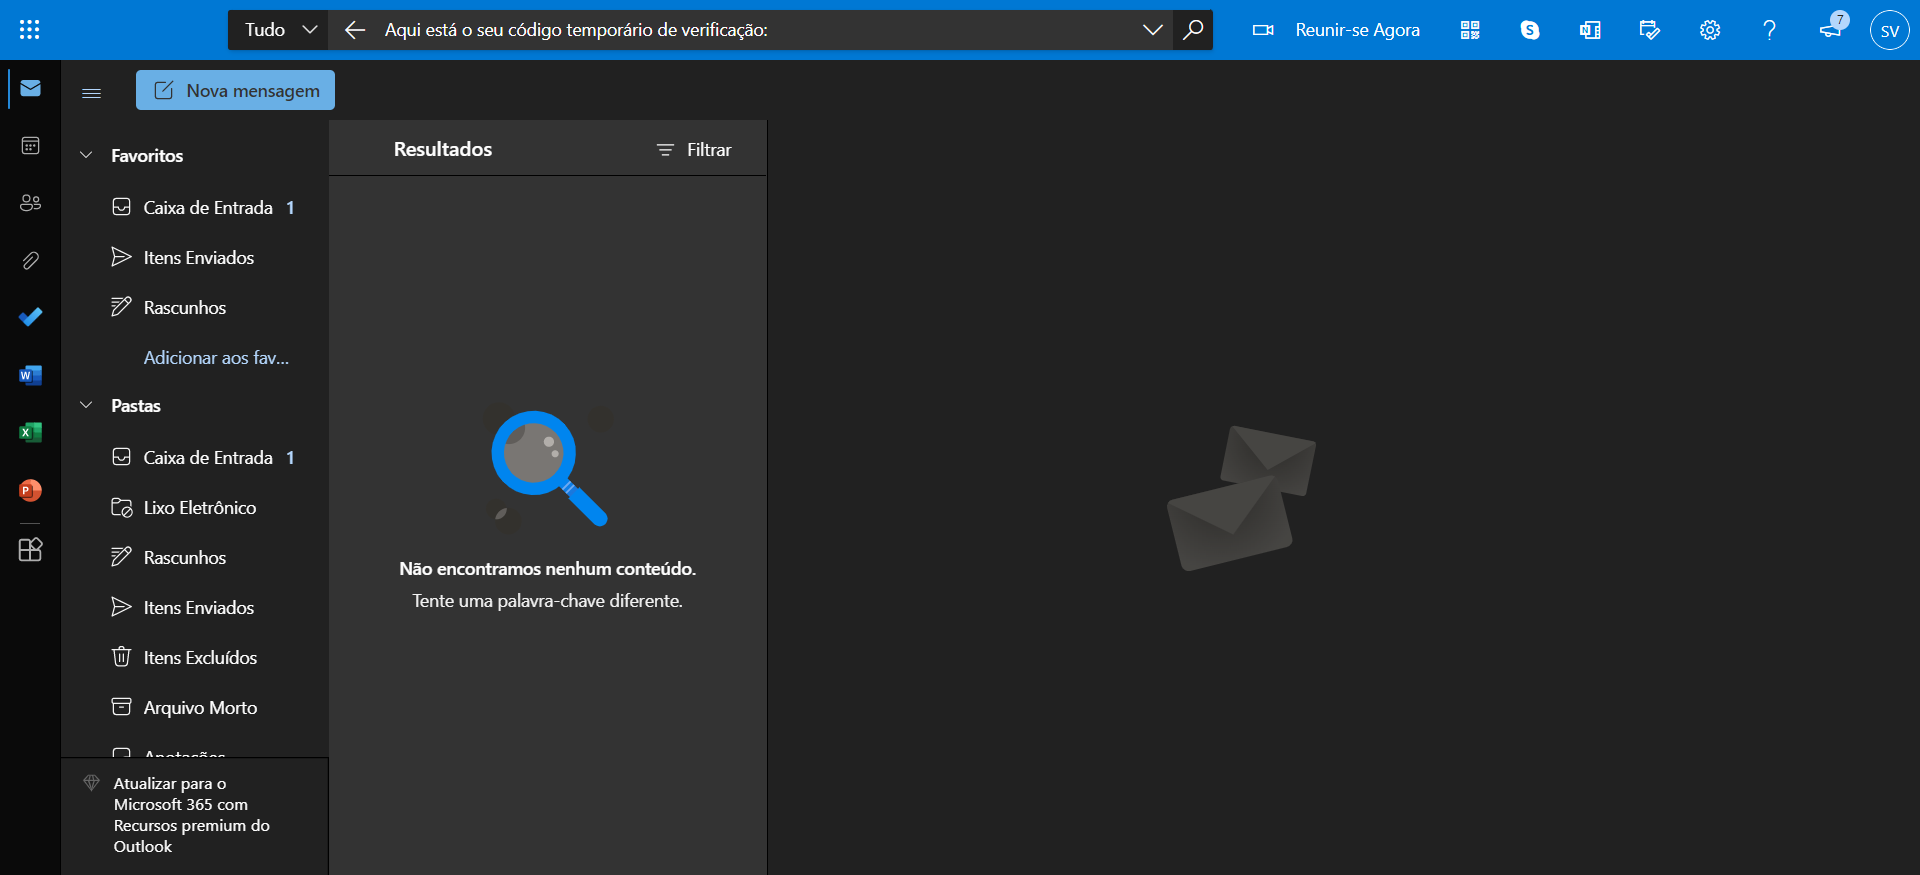 Tudo
Aqui está o seu código temporário de verificação:
Reunir-se Agora
7
SV
Nova mensagem
Favoritos
Caixa de Entrada 1
Itens Enviados
Rascunhos
Adicionar aos fav...
Pastas
Caixa de Entrada 1
Lixo Eletrônico
Rascunhos
Itens Enviados
Itens Excluídos
Arquivo Morto
Anotações
Atualizar para o
Microsoft 365 com
Recursos premium do
Outlook
Resultados
Filtrar
Não encontramos nenhum conteúdo.
Tente uma palavra-chave diferente.